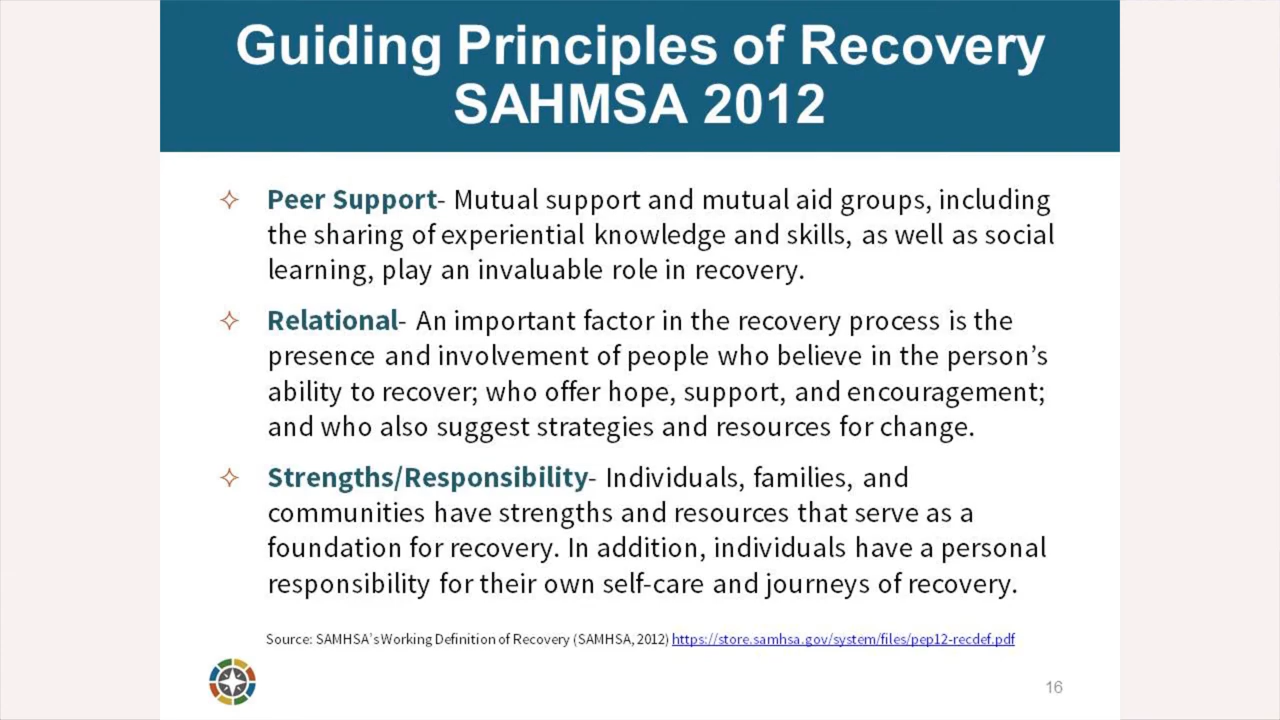 Guiding Principles of Recovery
SAHMSA 2012
Peer Support- Mutual support and mutual aid groups, including
the sharing of experiential knowledge and skills, as well as social
learning, play an invaluable role in recovery.
Relational- An important factor in the recovery process is the
presence and involvement of people who believe in the person's
ability to recover; who offer hope, support, and encouragement;
and who also suggest strategies and resources for change.
Strengths/Responsibility- Individuals, families, and
communities have strengths and resources that serve as a
foundation for recovery. In addition, individuals have a personal
responsibility for their own self-care and journeys of recovery.
Source: SAMHSA's Working Definition of Recovery (SAMHSA, 2012) https://store.samhsa.gov/system/files/pep12-recdef.pdf
16